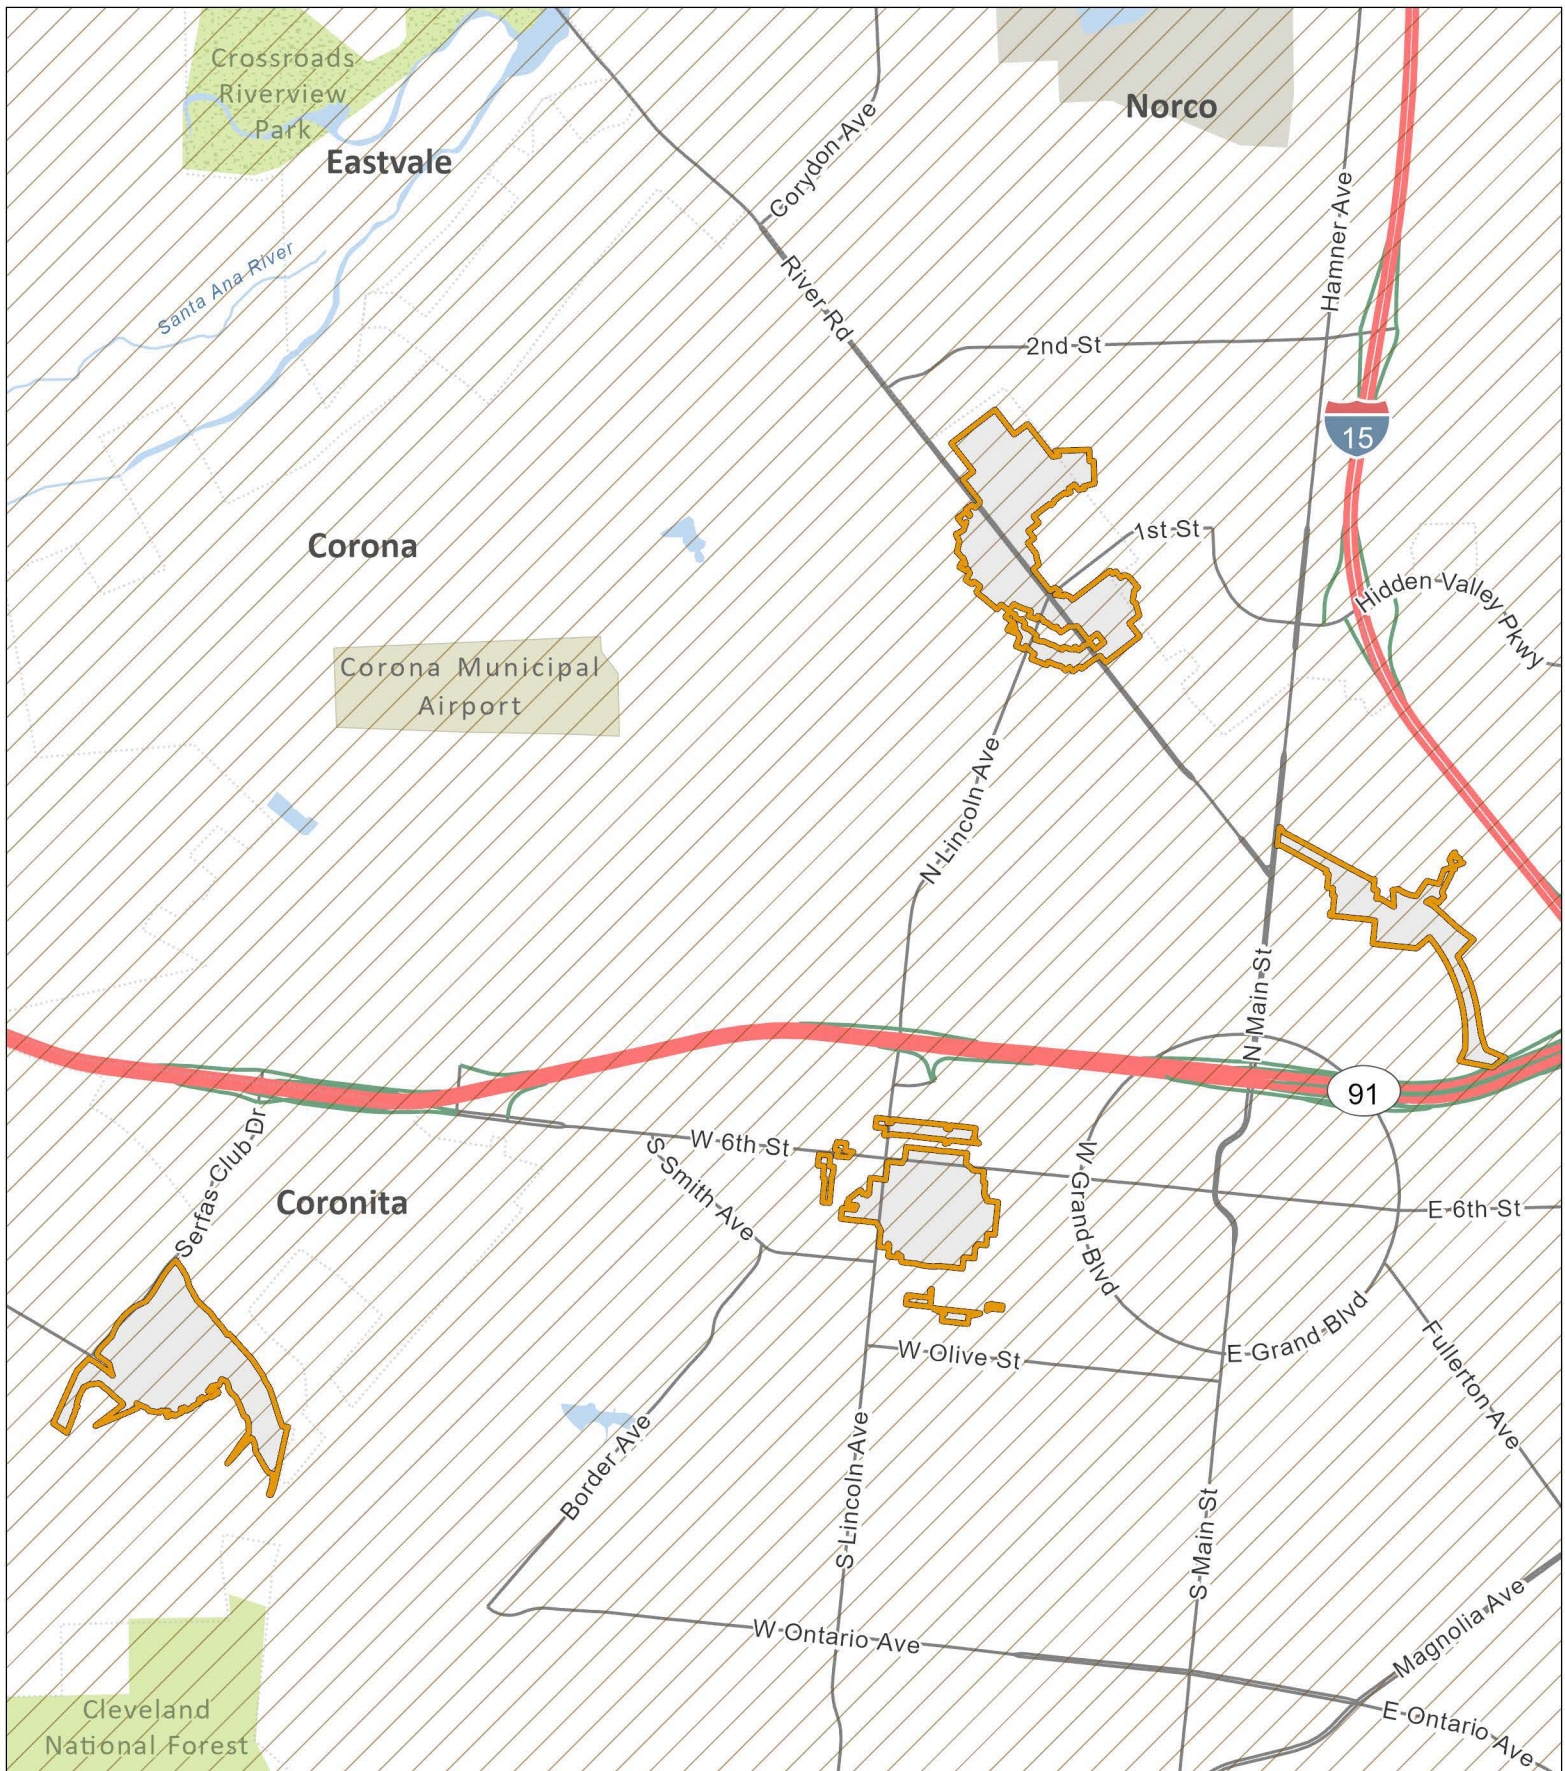 Crossroads
Riverview
Park
Norco
Eastvale
Corydon Ave
Hamner Ave
Santa Ana River
River Rd
2nd St
15
1st St
Corona
Hidden Valley Pkwy
Corona Municipal
Airport
N Lincoln Ave
N Main St
91
Serfas Club Dr
W 6th St
S Smith Ave
W Grand Blvd
Coronita
E 6th St
E Grand Blvd
W Olive St
Fullerton Ave
Border Ave
S Lincoln Ave
S Main St
W Ontario Ave
Magnolia Ave
Cleveland
National Forest
E Ontario Ave